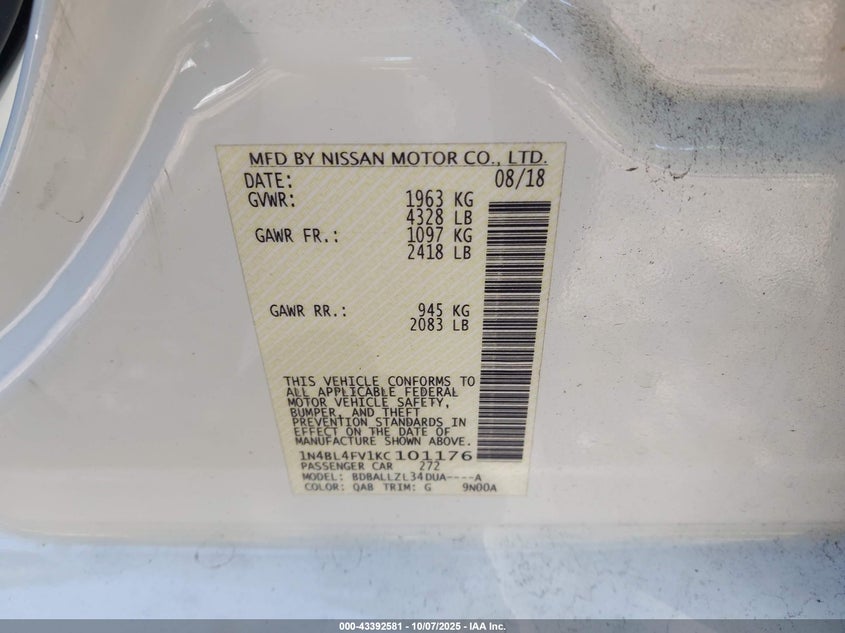 MFD BY NISSAN MOTOR CO., LTD.
DATE: 08/18
GVWR: 1963 KG
4328 LB
GAWR FR.: 1097 KG
2418 LB
GAWR RR.: 945 KG
2083 LB
THIS VEHICLE CONFORMS TO
ALL APPLICABLE FEDERAL
MOTOR VEHICLE SAFETY,
BUMPER, AND THEFT
PREVENTION STANDARDS IN
EFFECT ON THE DATE OF
MANUFACTURE SHOWN ABOVE.
1N4BL4FV1KC101176
PASSENGER CAR 272
MODEL: BDBALLZL34DUA----A
COLOR: QAB TRIM: G 9N00A
000-43392581 - 10/07/2025 - IAA Inc.